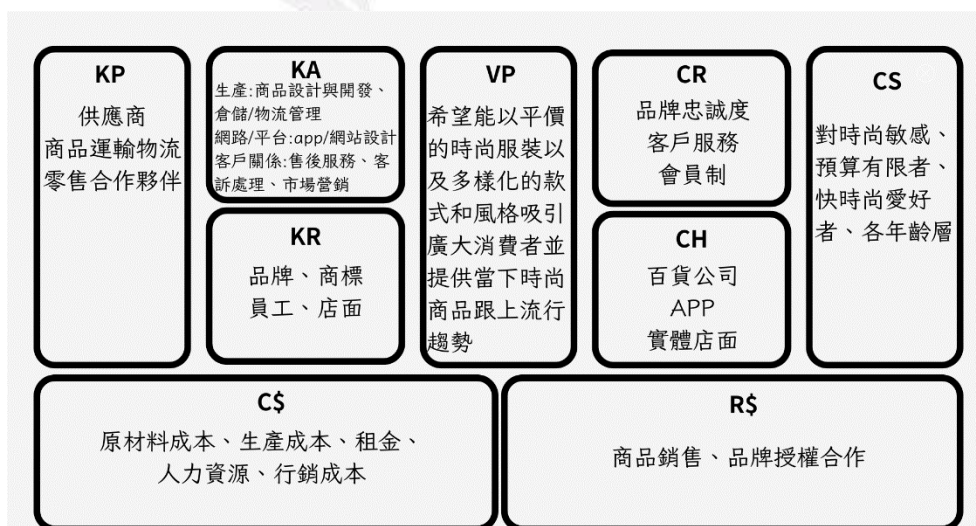 KP
供應商
商品運輸物流
零售合作夥伴
KA
生產:商品設計與開發、
倉儲/物流管理
網路/平台:app/網站設計
客戶關係:售後服務、客
訴處理、市場營銷
KR
品牌、商標
員工、店面
VP
希望能以平價
的時尚服裝以
及多樣化的款
式和風格吸引
廣大消費者並
提供當下時尚
商品跟上流行
趨勢
CR
品牌忠誠度
客戶服務
會員制
CH
百貨公司
APP
實體店面
CS
對時尚敏感、
預算有限者、
快時尚愛好
者、各年齡層
C$
原材料成本、生產成本、租金、
人力資源、行銷成本
R$
商品銷售、品牌授權合作